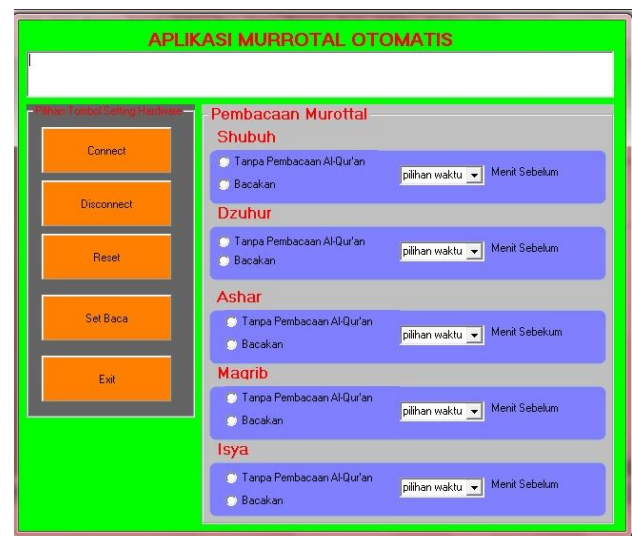 APLIKASI MURROTAL OTOMATIS
Pilihan Tombol Setting Hardware
Connect
Disconnect
Reset
Set Baca
Exit
Pembacaan Murottal
Shubuh
Tanpa Pembacaan Al-Qur'an
Bacakan
pilihan waktu
Menit Sebelum
Dzuhur
Tanpa Pembacaan Al-Qur'an
Bacakan
pilihan waktu
Menit Sebelum
Ashar
Tanpa Pembacaan Al-Qur'an
Bacakan
pilihan waktu
Menit Sebekum
Magrib
Tanpa Pembacaan Al-Qur'an
Bacakan
pilihan waktu
Menit Sebelum
Isya
Tanpa Pembacaan Al-Qur'an
Bacakan
pilihan waktu
Menit Sebelum